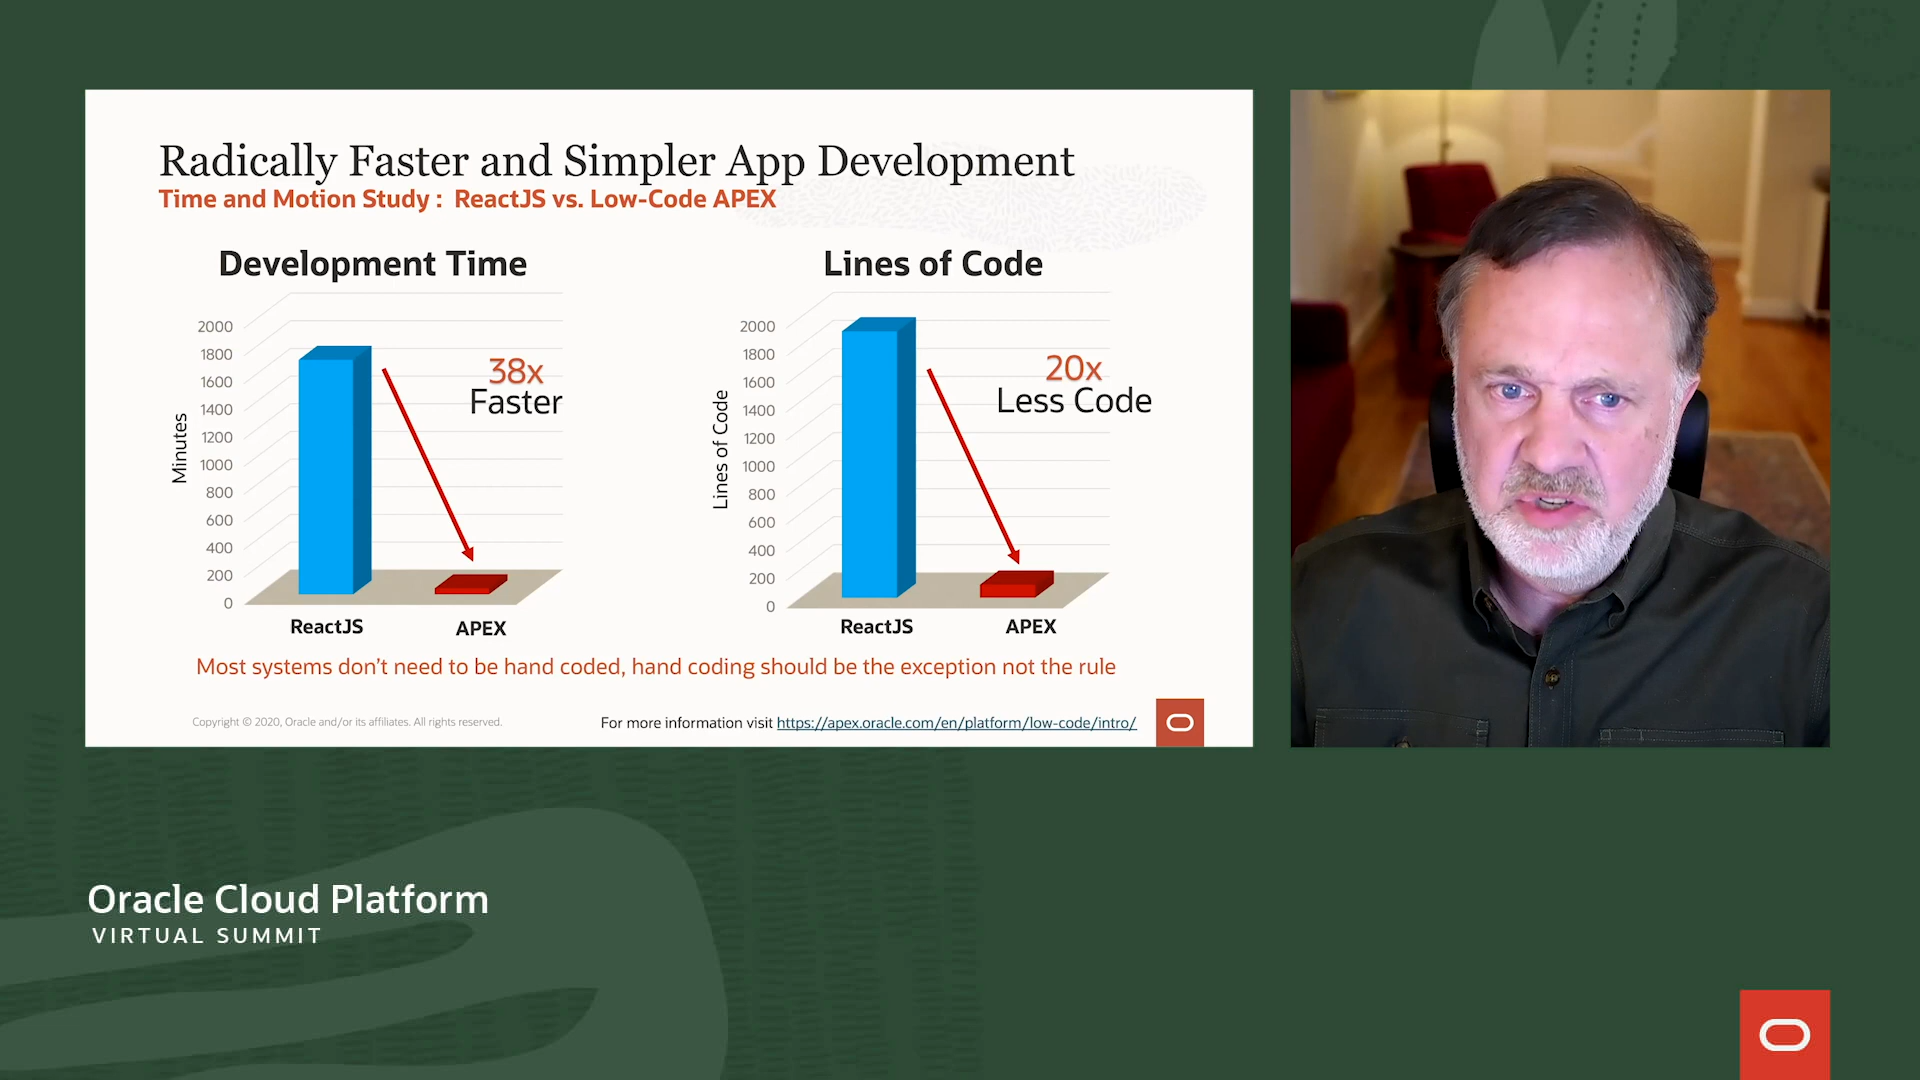 Radically Faster and Simpler App Development
Time and Motion Study : ReactJS vs. Low-Code APEX
Development Time
Minutes
2000
1800
1600
1400
1200
1000
800
600
400
200
0
38x
Faster
ReactJS
APEX
Lines of Code
Lines of Code
2000
1800
1600
1400
1200
1000
800
600
400
200
0
20x
Less Code
ReactJS
APEX
Most systems don't need to be hand coded, hand coding should be the exception not the rule
Copyright © 2020, Oracle and/or its affiliates. All rights reserved.
For more information visit https://apex.oracle.com/en/platform/low-code/intro/
Oracle Cloud Platform
VIRTUAL SUMMIT